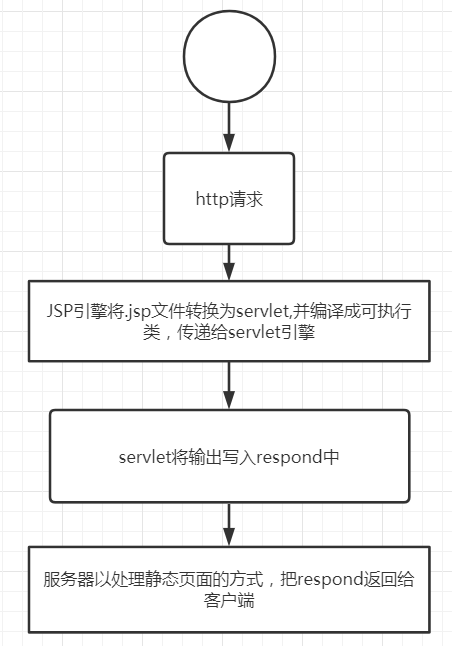 http请求
JSP引擎将.jsp文件转换为servlet,并编译成可执行
类，传递给servlet引擎
servlet将输出写入respond中
服务器以处理静态页面的方式，把respond返回给
客户端